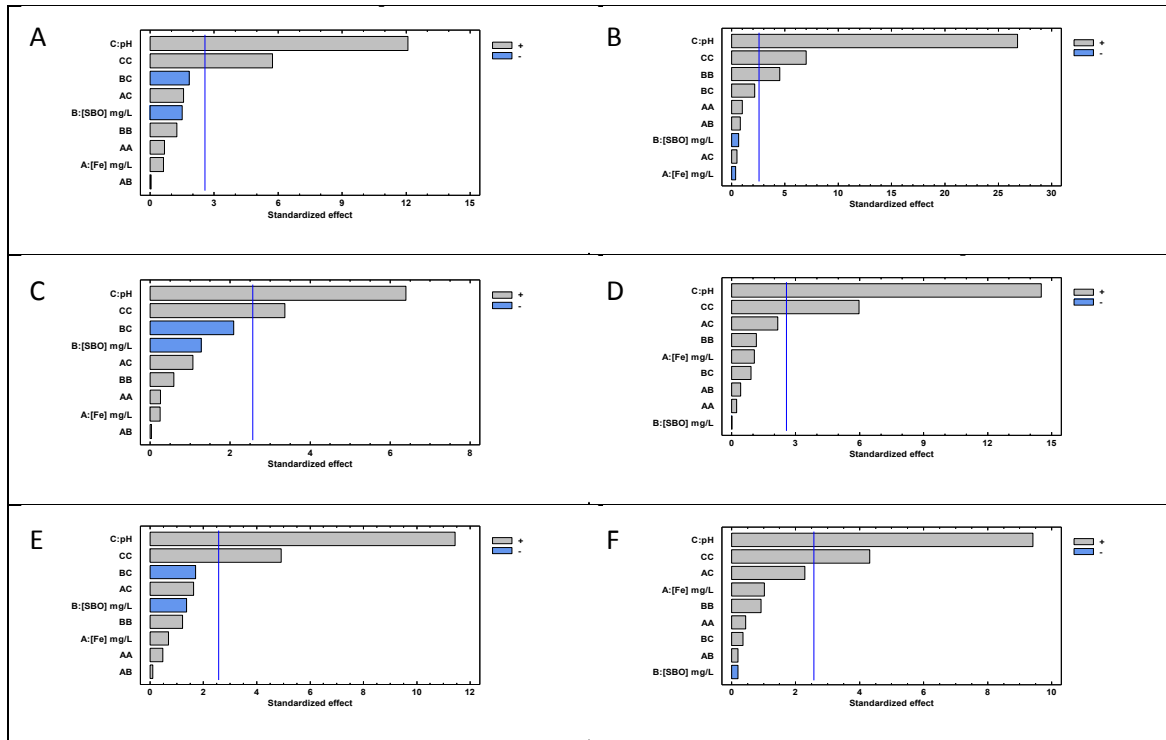 A
C:pH
CC
BC
AC
B:[SBO] mg/L
BB
AA
A:[Fe] mg/L
AB
0 3 6 9 12 15
Standardized effect
+
-
B
C:pH
CC
BB
BC
AA
AB
B:[SBO] mg/L
AC
A:[Fe] mg/L
0 5 10 15 20 25 30
Standardized effect
+
-
C
C:pH
CC
BC
B:[SBO] mg/L
AC
BB
AA
A:[Fe] mg/L
AB
0 2 4 6 8
Standardized effect
+
-
D
C:pH
CC
AC
BB
A:[Fe] mg/L
BC
AB
AA
B:[SBO] mg/L
0 3 6 9 12 15
Standardized effect
+
-
E
C:pH
CC
BC
AC
B:[SBO] mg/L
BB
A:[Fe] mg/L
AA
AB
0 2 4 6 8 10 12
Standardized effect
+
-
F
C:pH
CC
AC
A:[Fe] mg/L
BB
AA
BC
AB
B:[SBO] mg/L
0 2 4 6 8 10
Standardized effect
+
-